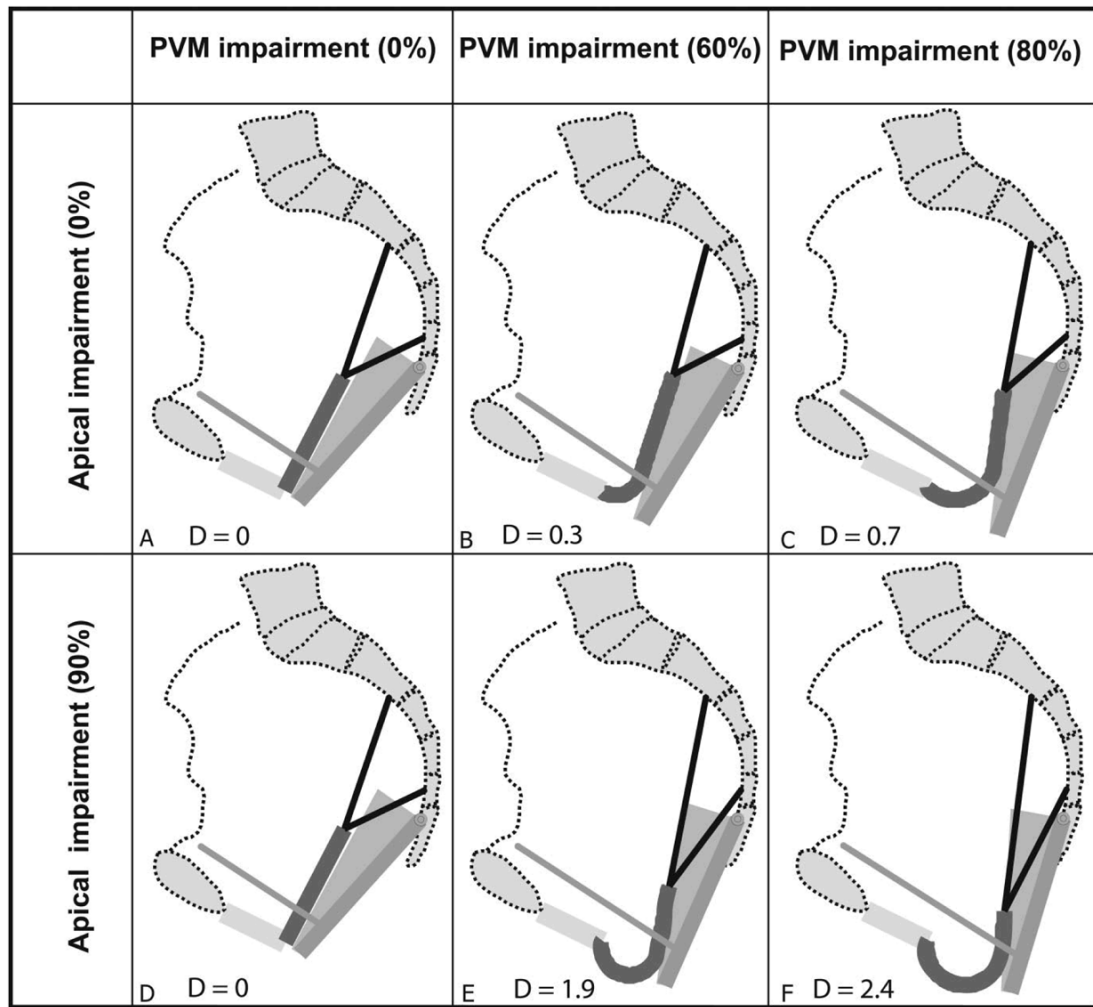 PVM impairment (0%)
PVM impairment (60%)
PVM impairment (80%)
Apical impairment (0%)
A D = 0
B D = 0.3
C D = 0.7
Apical impairment (90%)
D D = 0
E D = 1.9
F D = 2.4